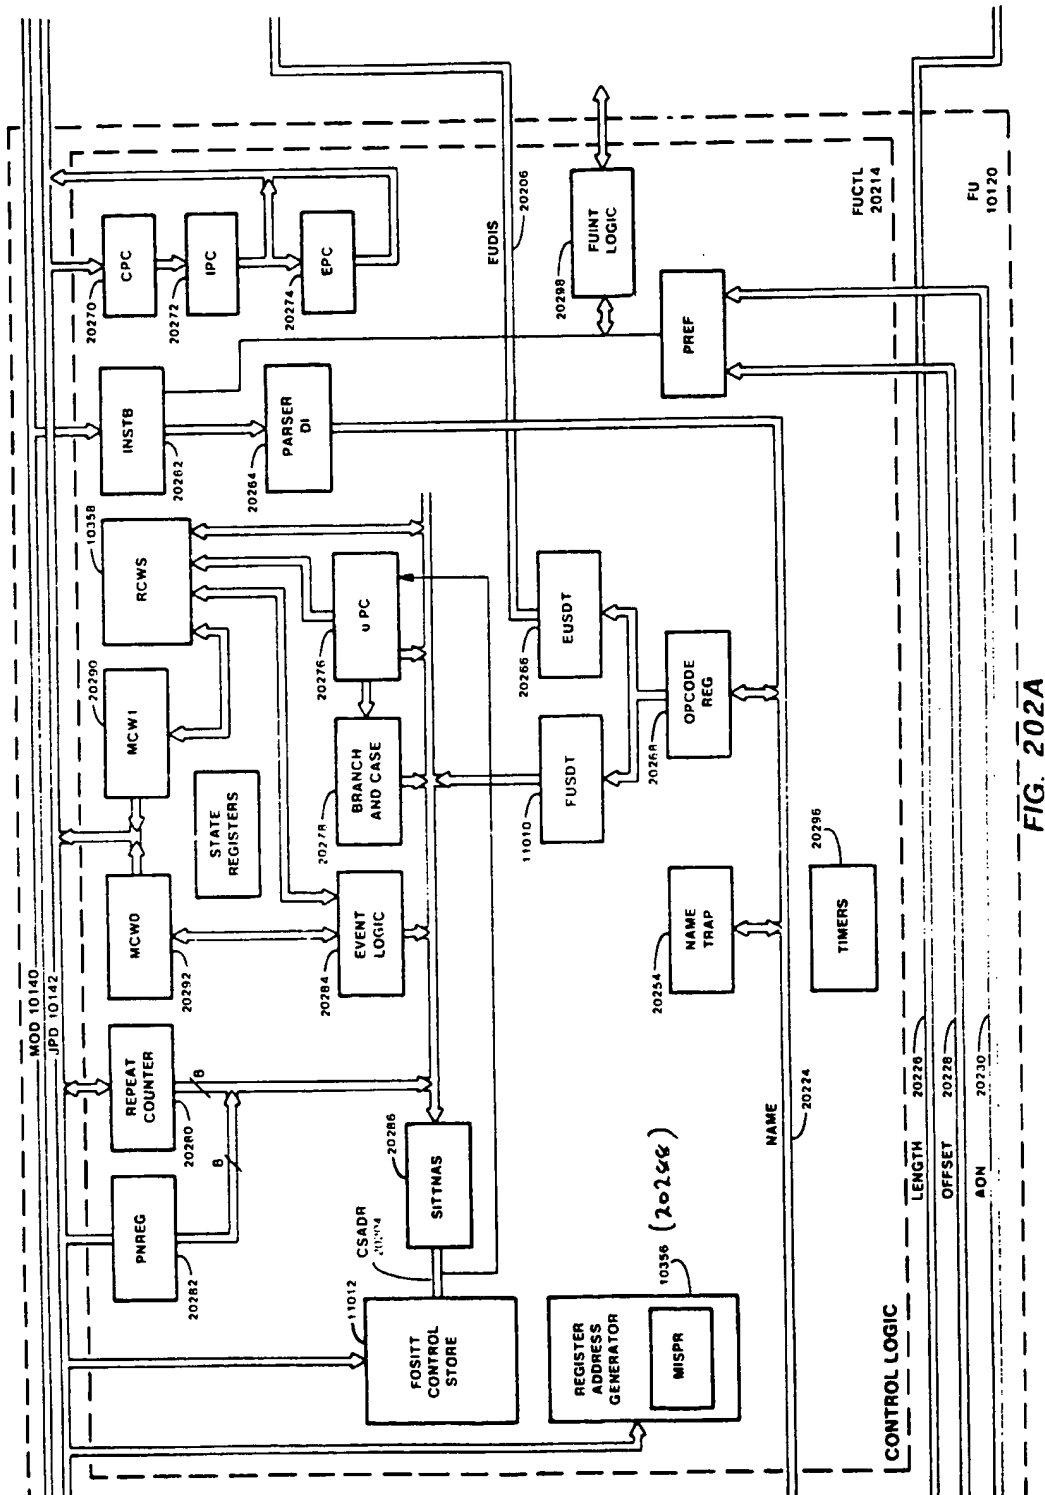 MOD 10140
JPD 10142
PNREG
20282
REPEAT
COUNTER
20280
8
8
MCW0
20292
MCW1
20290
STATE
REGISTERS
RCWS
10358
INSTB
20262
CPC
20270
IPC
20272
EPC
20274
PARSER
DI
20264
FOSITT
CONTROL
STORE
11012
CSADR
SITTNAS
20286
EVENT
LOGIC
20284
BRANCH
AND CASE
20278
uPC
20276
EUDIS
20206
FUINT
LOGIC
20298
REGISTER
ADDRESS
GENERATOR
MISPR
10356 (20288)
FUSDT
11010
EUSDT
20266
OPCODE
REG
20268
PREF
NAME
TRAP
20254
TIMERS
20296
NAME
20224
CONTROL LOGIC
FUCTL
20214
FU
10120
LENGTH 20226
OFFSET 20228
AON 20230
FIG. 202A